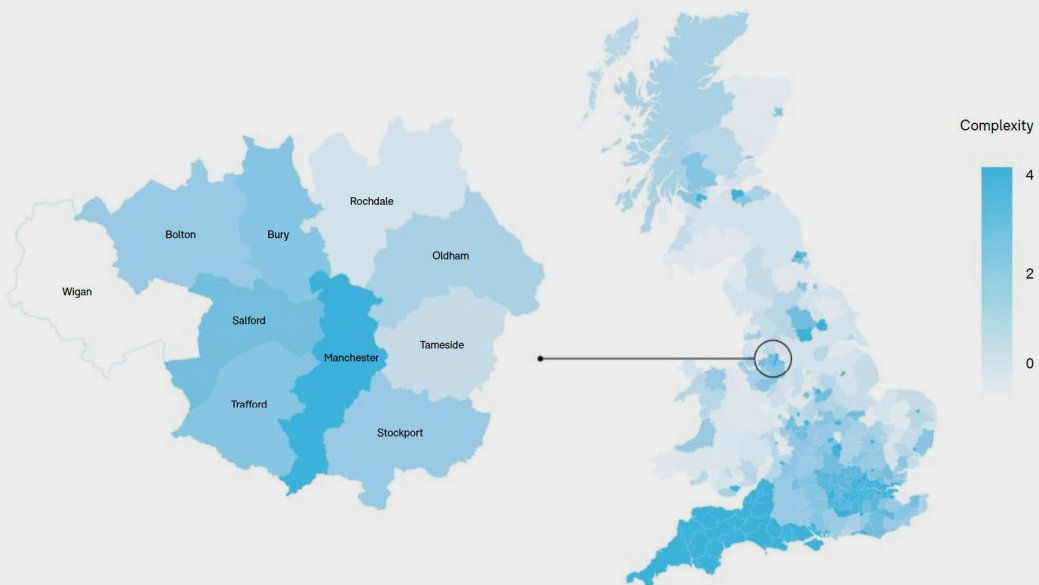 Complexity
4
2
0
Rochdale
Bolton
Bury
Oldham
Wigan
Salford
Tameside
Manchester
Trafford
Stockport